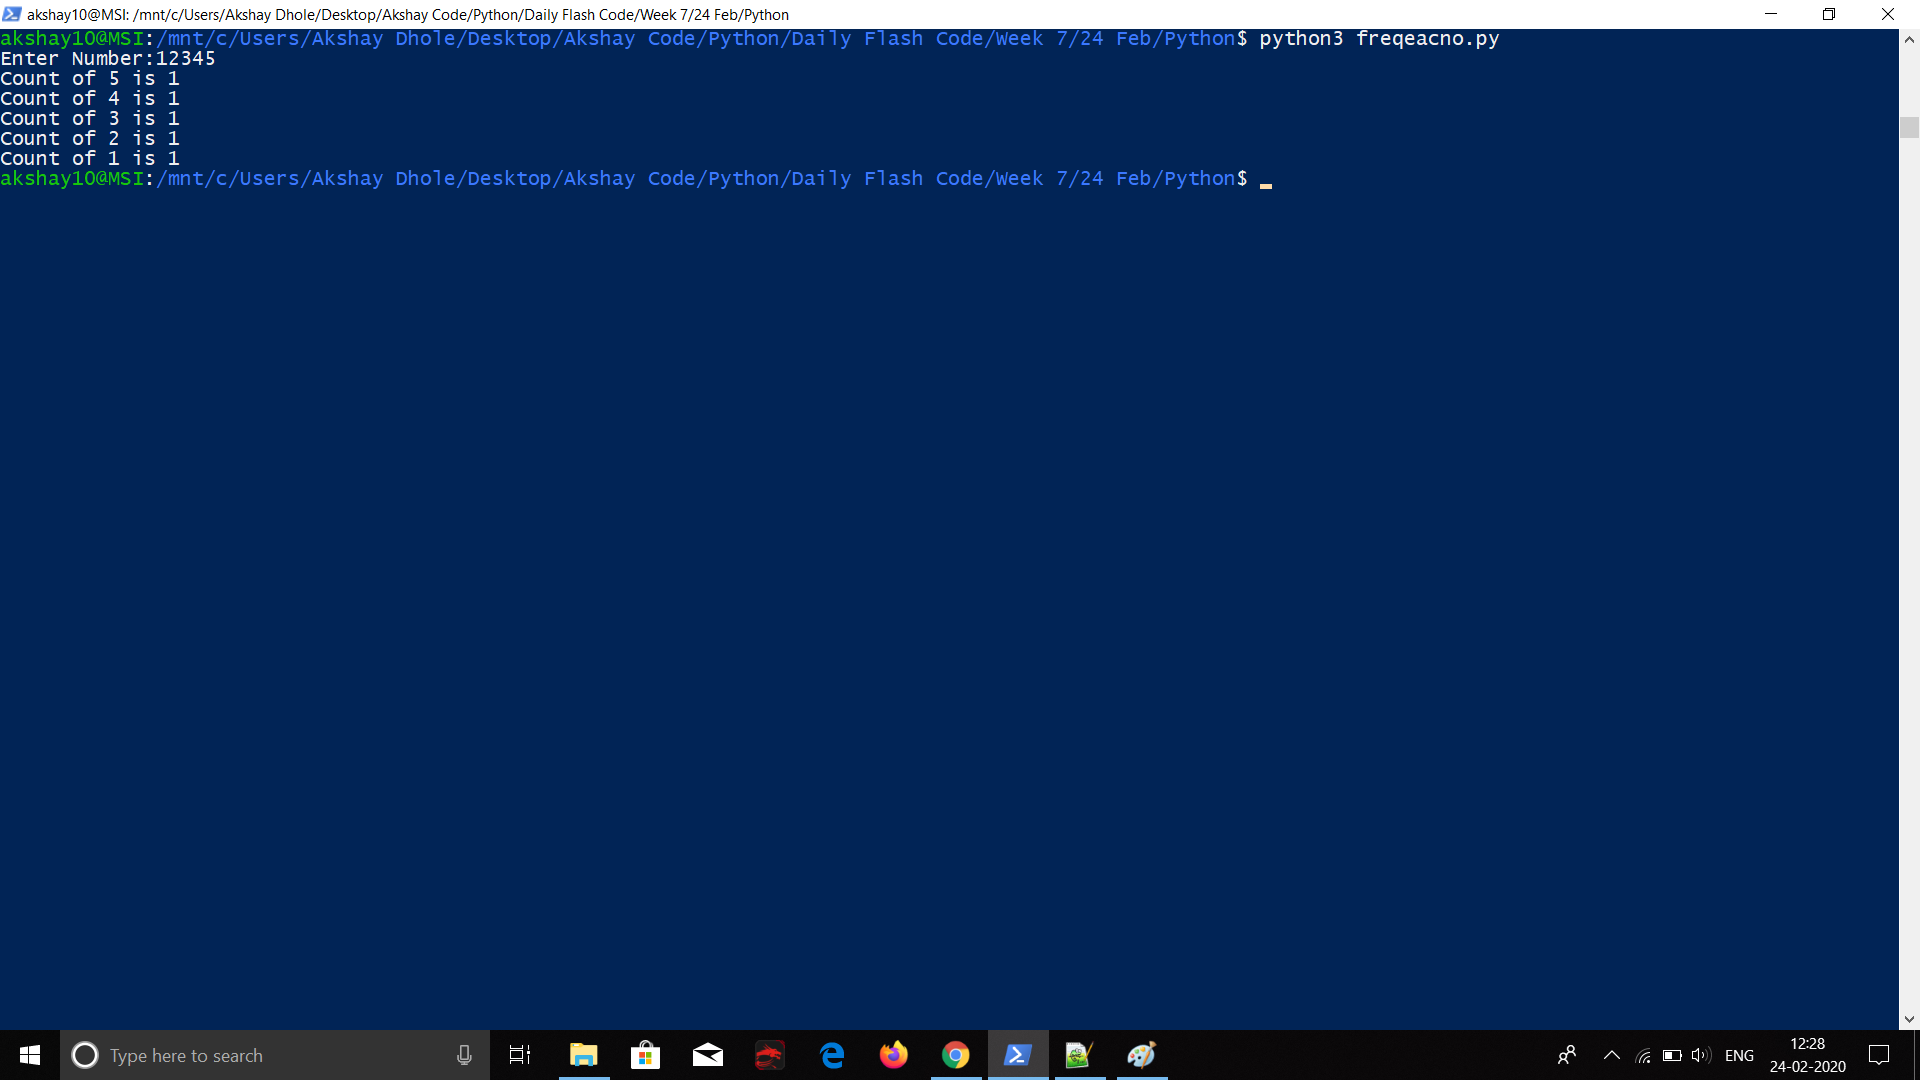 akshay10@MSI: /mnt/c/Users/Akshay Dhole/Desktop/Akshay Code/Python/Daily Flash Code/Week 7/24 Feb/Python
akshay10@MSI:/mnt/c/Users/Akshay Dhole/Desktop/Akshay Code/Python/Daily Flash Code/Week 7/24 Feb/Python$ python3 freqeacno.py
Enter Number:12345
Count of 5 is 1
Count of 4 is 1
Count of 3 is 1
Count of 2 is 1
Count of 1 is 1
akshay10@MSI:/mnt/c/Users/Akshay Dhole/Desktop/Akshay Code/Python/Daily Flash Code/Week 7/24 Feb/Python$
Type here to search
ENG
12:28
24-02-2020